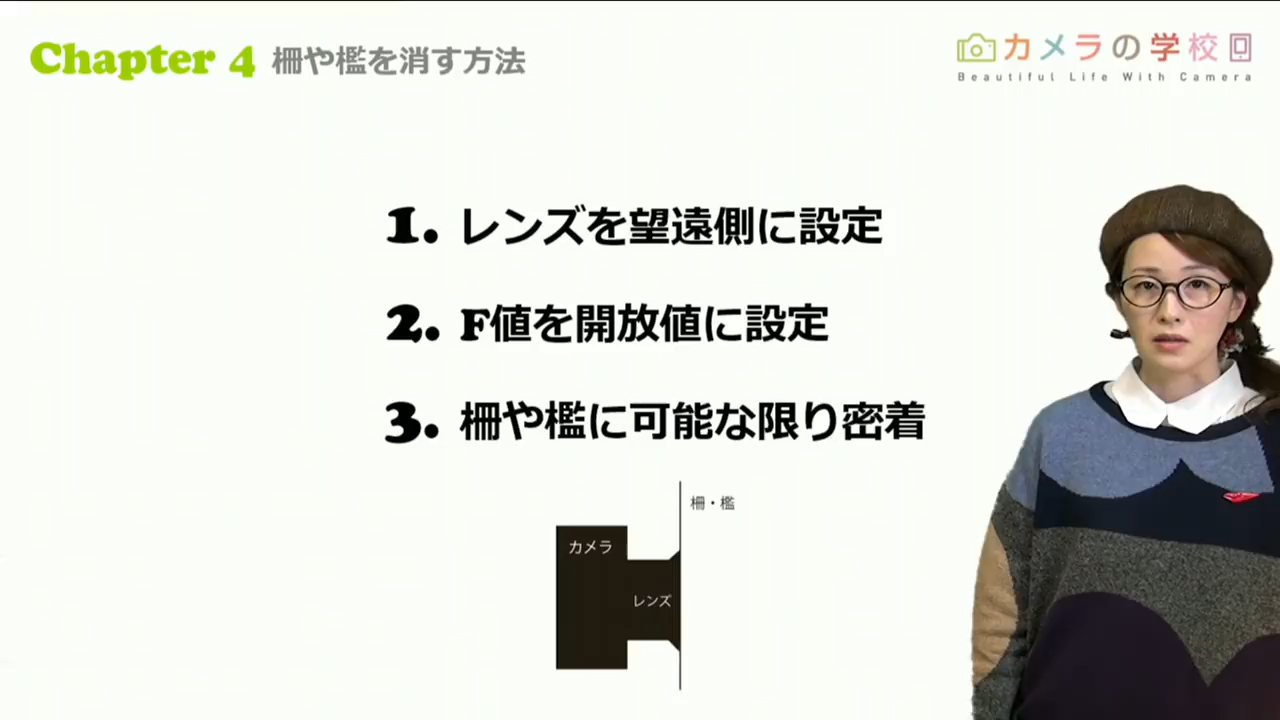 Chapter 4 柵や檻を消す方法
カメラの学校
Beautiful Life With Camera
1. レンズを望遠側に設定
2. F値を開放値に設定
3. 柵や檻に可能な限り密着
柵・檻
カメラ
レンズ